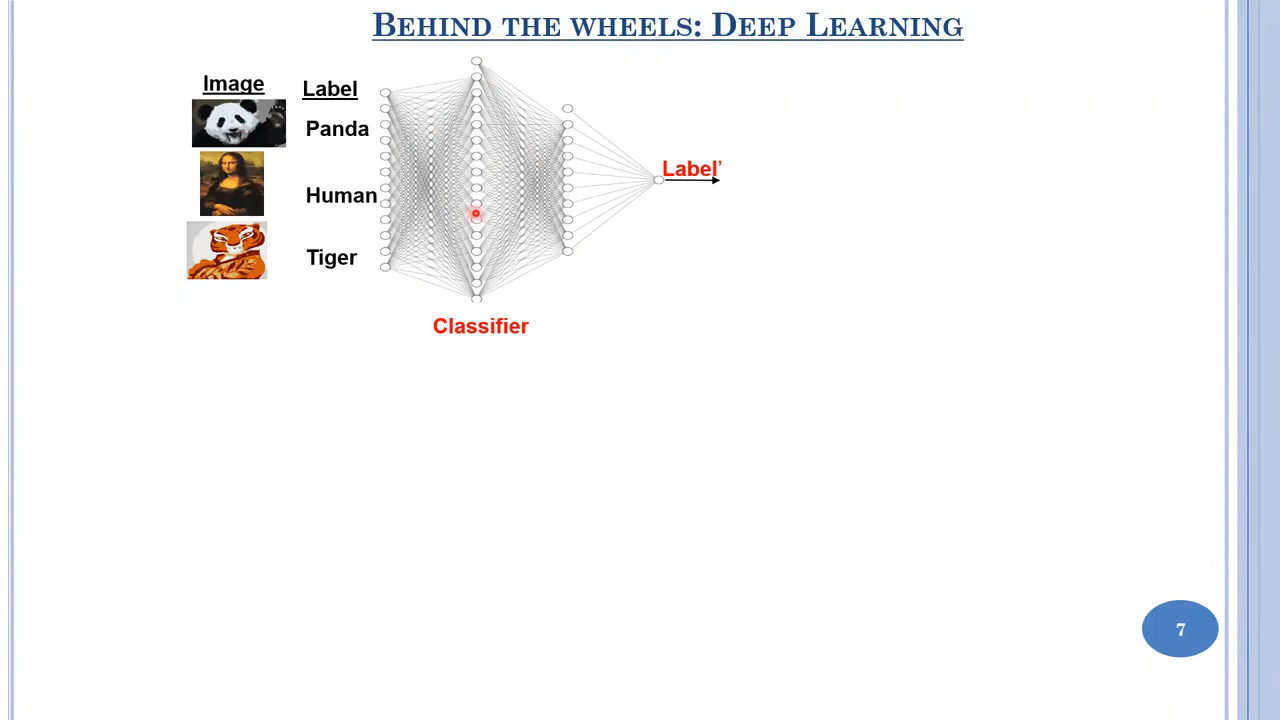 BEHIND THE WHEELS: DEEP LEARNING
Image
Label
Panda
Human
Tiger
Label’
Classifier
7